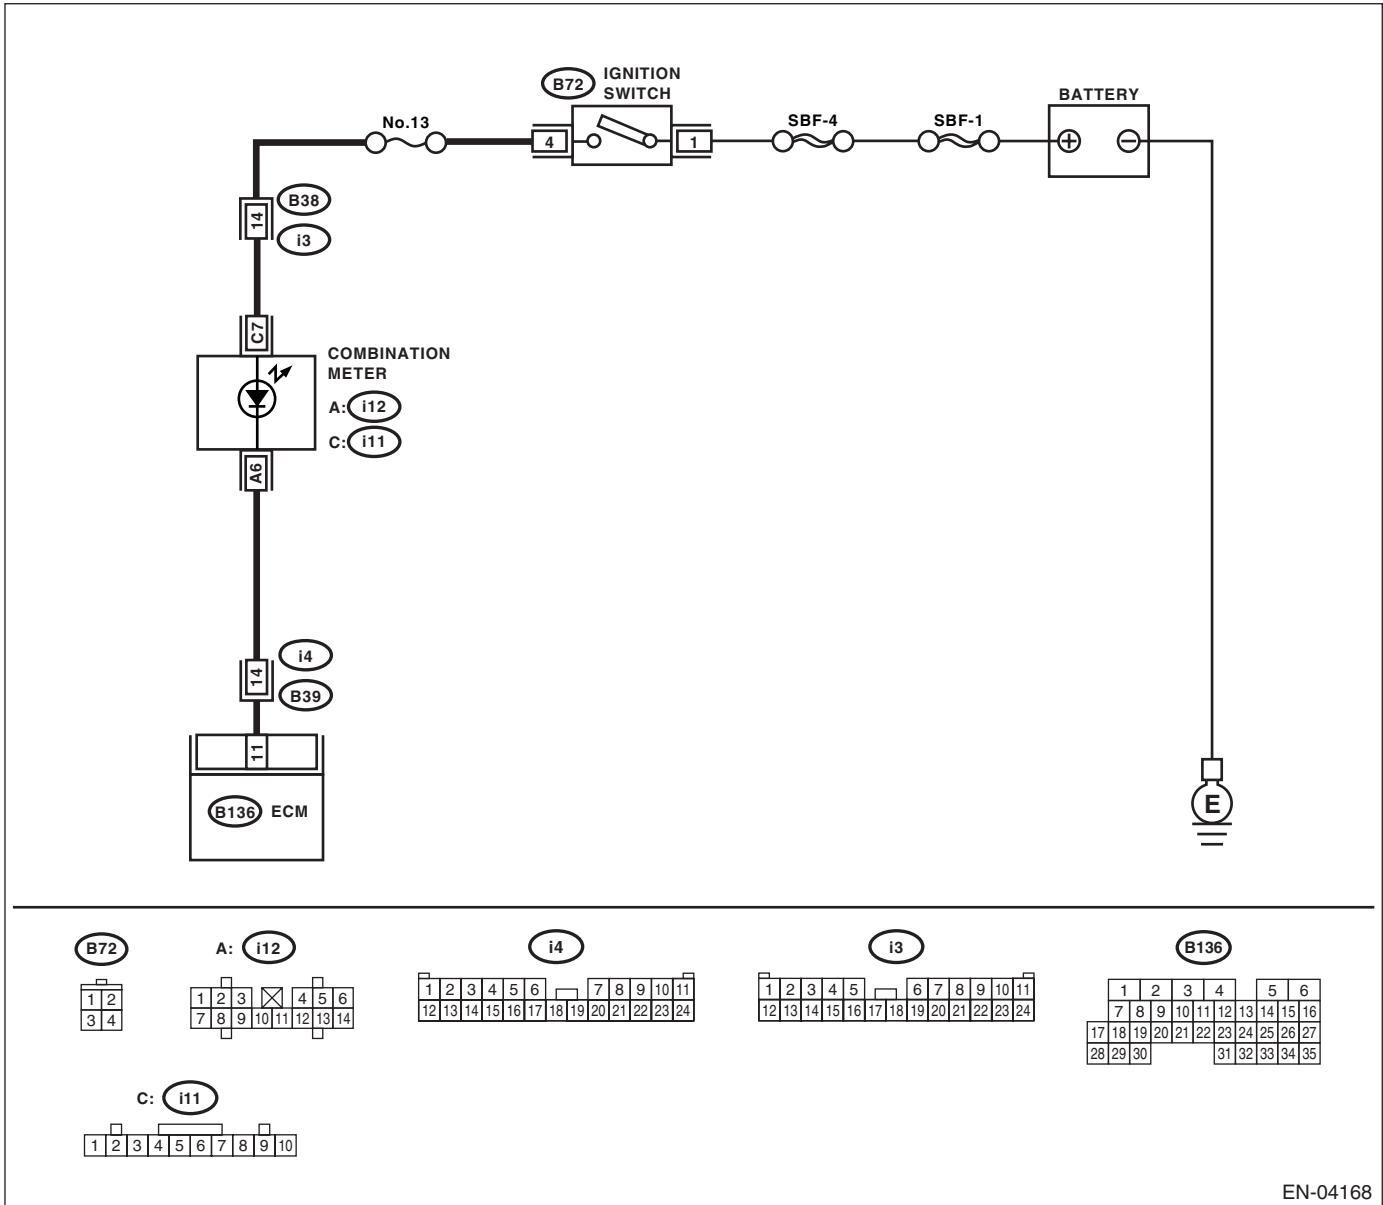 B72 IGNITION
SWITCH
BATTERY
No.13
4
1
SBF-4
SBF-1
14
B38
i3
C7
COMBINATION
METER
A: i12
C: i11
A6
14
i4
B39
11
B136 ECM
E
B72
1 2
3 4
A: i12
1 2 3 4 5 6
7 8 9 10 11 12 13 14
i4
1 2 3 4 5 6 7 8 9 10 11
12 13 14 15 16 17 18 19 20 21 22 23 24
i3
1 2 3 4 5 6 7 8 9 10 11
12 13 14 15 16 17 18 19 20 21 22 23 24
B136
1 2 3 4 5 6
7 8 9 10 11 12 13 14 15 16
17 18 19 20 21 22 23 24 25 26 27
28 29 30 31 32 33 34 35
C: i11
1 2 3 4 5 6 7 8 9 10
EN-04168